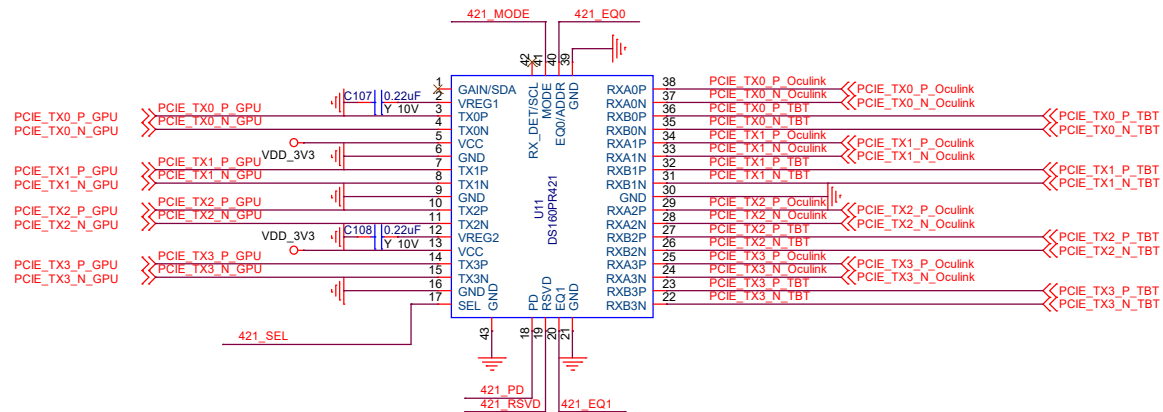 421_MODE
421_EQ0
42
41
40
39
RX_DET/SCL
MODE
EQ0/ADDR
GND
1
GAIN/SDA
RXA0P
38
PCIE_TX0_P_Oculink
PCIE_TX0_P_Oculink
C107
0.22uF
Y 10V
2
VREG1
RXA0N
37
PCIE_TX0_N_Oculink
PCIE_TX0_N_Oculink
PCIE_TX0_P_GPU
PCIE_TX0_P_GPU
3
TX0P
RXB0P
36
PCIE_TX0_P_TBT
PCIE_TX0_P_TBT
PCIE_TX0_N_GPU
PCIE_TX0_N_GPU
4
TX0N
RXB0N
35
PCIE_TX0_N_TBT
PCIE_TX0_N_TBT
VDD_3V3
5
VCC
RXA1P
34
PCIE_TX1_P_Oculink
PCIE_TX1_P_Oculink
6
GND
RXA1N
33
PCIE_TX1_N_Oculink
PCIE_TX1_N_Oculink
PCIE_TX1_P_GPU
PCIE_TX1_P_GPU
7
TX1P
RXB1P
32
PCIE_TX1_P_TBT
PCIE_TX1_P_TBT
PCIE_TX1_N_GPU
PCIE_TX1_N_GPU
8
TX1N
RXB1N
31
PCIE_TX1_N_TBT
PCIE_TX1_N_TBT
9
GND
GND
30
U11
DS160PR421
PCIE_TX2_P_GPU
PCIE_TX2_P_GPU
10
TX2P
RXA2P
29
PCIE_TX2_P_Oculink
PCIE_TX2_P_Oculink
PCIE_TX2_N_GPU
PCIE_TX2_N_GPU
11
TX2N
RXA2N
28
PCIE_TX2_N_Oculink
PCIE_TX2_N_Oculink
C108
0.22uF
Y 10V
12
VREG2
RXB2P
27
PCIE_TX2_P_TBT
PCIE_TX2_P_TBT
VDD_3V3
13
VCC
RXB2N
26
PCIE_TX2_N_TBT
PCIE_TX2_N_TBT
PCIE_TX3_P_GPU
PCIE_TX3_P_GPU
14
TX3P
RXA3P
25
PCIE_TX3_P_Oculink
PCIE_TX3_P_Oculink
PCIE_TX3_N_GPU
PCIE_TX3_N_GPU
15
TX3N
RXA3N
24
PCIE_TX3_N_Oculink
PCIE_TX3_N_Oculink
16
GND
RXB3P
23
PCIE_TX3_P_TBT
PCIE_TX3_P_TBT
17
SEL
RXB3N
22
PCIE_TX3_N_TBT
PCIE_TX3_N_TBT
GND
PD
RSVD
EQ1
GND
43
18
19
20
21
421_SEL
421_PD
421_RSVD
421_EQ1